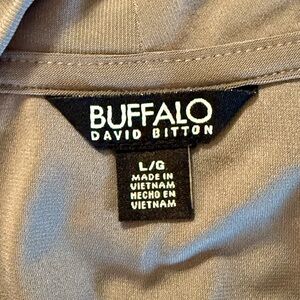 BUFFALO
DAVID BITTON
L/G
MADE IN
VIETNAM
HECHO EN
VIETNAM